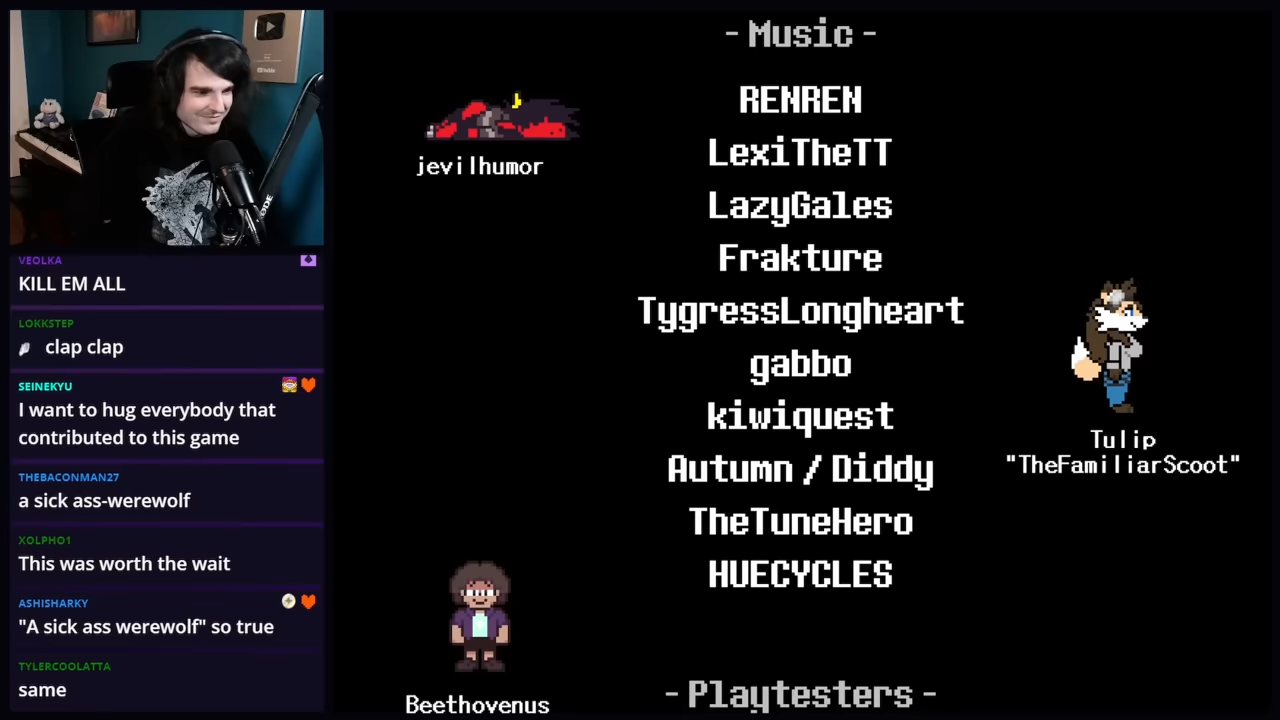 VEOLKA
KILL EM ALL
LOKKSTEP
clap clap
SEINEKYU
I want to hug everybody that
contributed to this game
THEBACONMAN27
a sick ass-werewolf
XOLPHO1
This was worth the wait
ASHISHARKY
"A sick ass werewolf" so true
TYLERCOOLATTA
same
- Music -
RENREN
LexiTheTT
LazyGales
Frakture
TygressLongheart
gabbo
kiwiquest
Autumn / Diddy
TheTuneHero
HUECYCLES
- Playtesters -
jevilhumor
Beethovenus
Tulip
"TheFamiliarScoot"